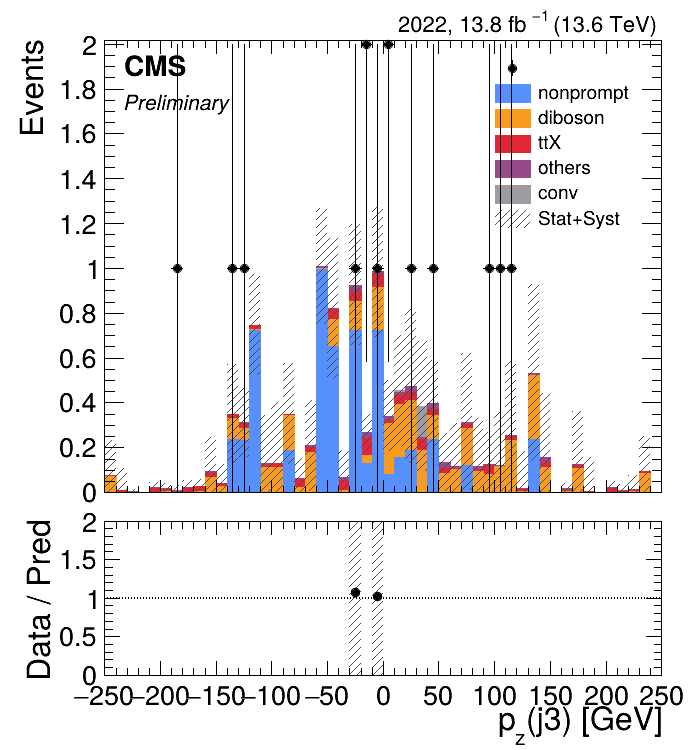 2022, 13.8 fb⁻¹ (13.6 TeV)
CMS
Preliminary
Events
2
1.8
1.6
1.4
1.2
1
0.8
0.6
0.4
0.2
0
nonprompt
diboson
ttX
others
conv
Stat+Syst
Data / Pred
2
1.5
1
0.5
0
−250 −200 −150 −100 −50 0 50 100 150 200 250
p_z(j3) [GeV]